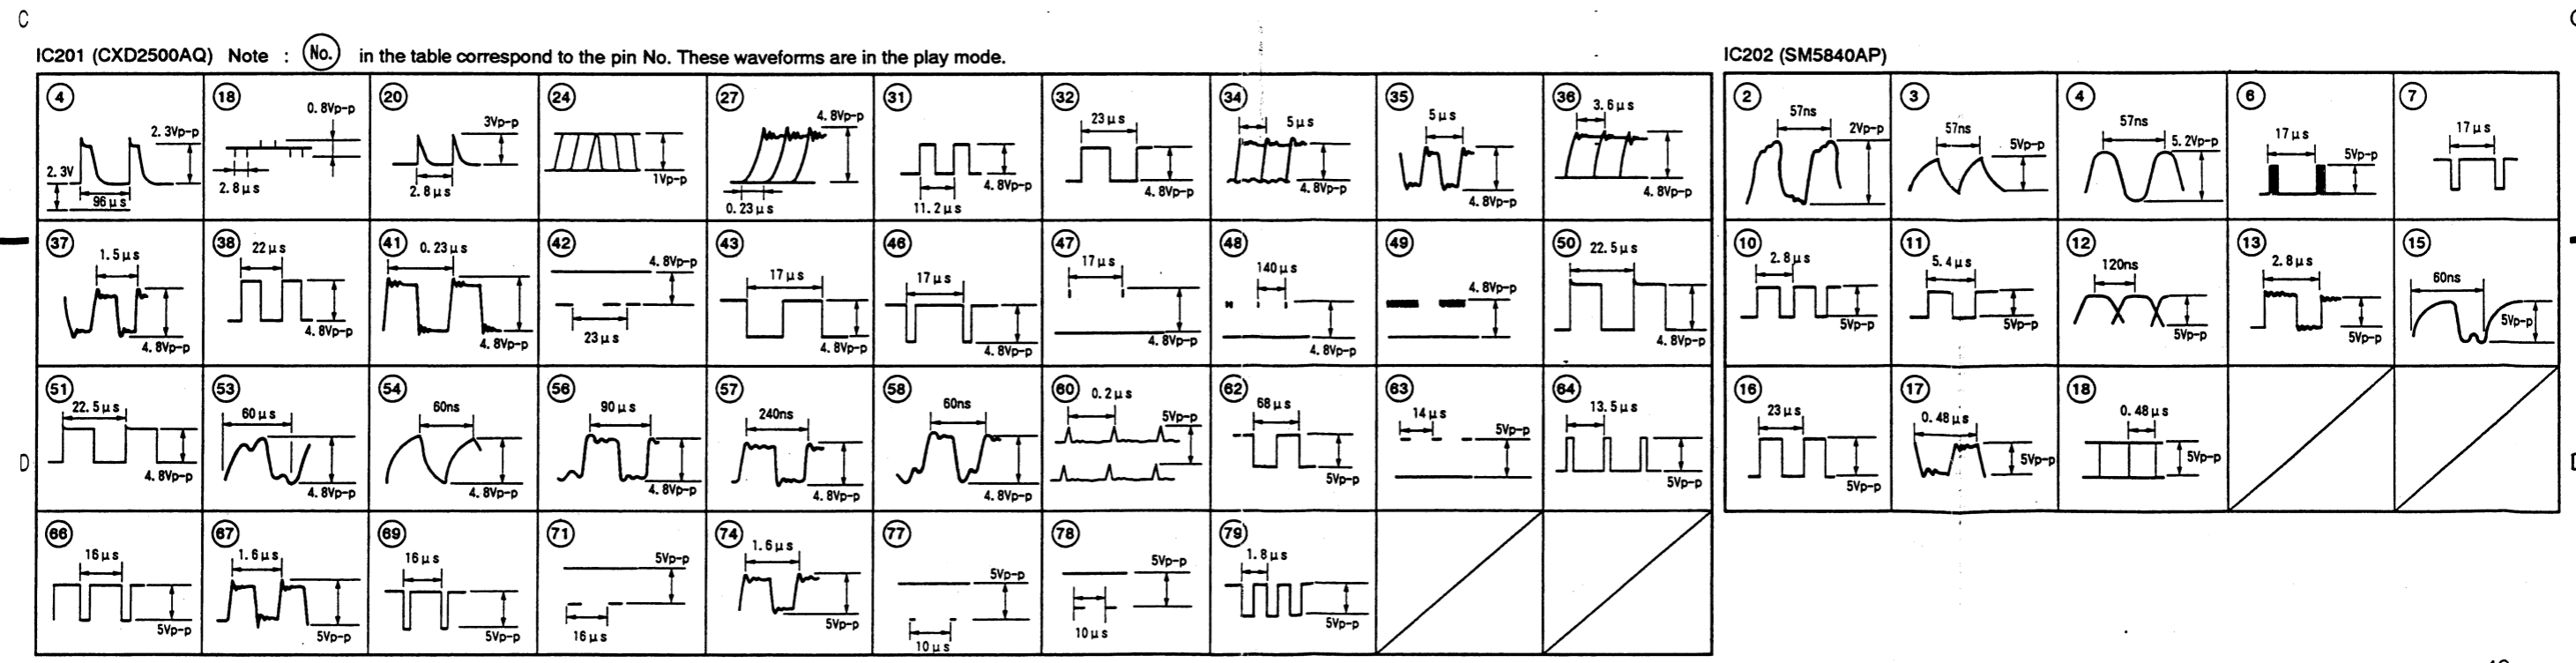 C
IC201 (CXD2500AQ) Note : No. in the table correspond to the pin No. These waveforms are in the play mode.
4 2.3Vp-p 2.3V 96μs
18 0.8Vp-p 2.8μs
20 3Vp-p 2.8μs
24 1Vp-p
27 4.8Vp-p 0.23μs
31 4.8Vp-p 11.2μs
32 23μs 4.8Vp-p
34 5μs 4.8Vp-p
35 5μs 4.8Vp-p
36 3.6μs 4.8Vp-p
37 1.5μs 4.8Vp-p
38 22μs 4.8Vp-p
41 0.23μs 4.8Vp-p
42 4.8Vp-p 23μs
43 17μs 4.8Vp-p
46 17μs 4.8Vp-p
47 17μs 4.8Vp-p
48 140μs 4.8Vp-p
49 4.8Vp-p
50 22.5μs 4.8Vp-p
51 22.5μs 4.8Vp-p
53 60μs 4.8Vp-p
54 60ns 4.8Vp-p
56 90μs 4.8Vp-p
57 240ns 4.8Vp-p
58 60ns 4.8Vp-p
60 0.2μs 5Vp-p
62 68μs 5Vp-p
63 14μs 5Vp-p
64 13.5μs 5Vp-p
D
66 16μs 5Vp-p
67 1.6μs 5Vp-p
69 16μs 5Vp-p
71 5Vp-p 16μs
74 1.6μs 5Vp-p
77 5Vp-p 10μs
78 5Vp-p 10μs
79 1.8μs 5Vp-p
IC202 (SM5840AP)
2 57ns 2Vp-p
3 57ns 5Vp-p
4 57ns 5.2Vp-p
6 17μs 5Vp-p
7 17μs
10 2.8μs 5Vp-p
11 5.4μs 5Vp-p
12 120ns 5Vp-p
13 2.8μs 5Vp-p
15 60ns 5Vp-p
16 23μs 5Vp-p
17 0.48μs 5Vp-p
18 0.48μs 5Vp-p